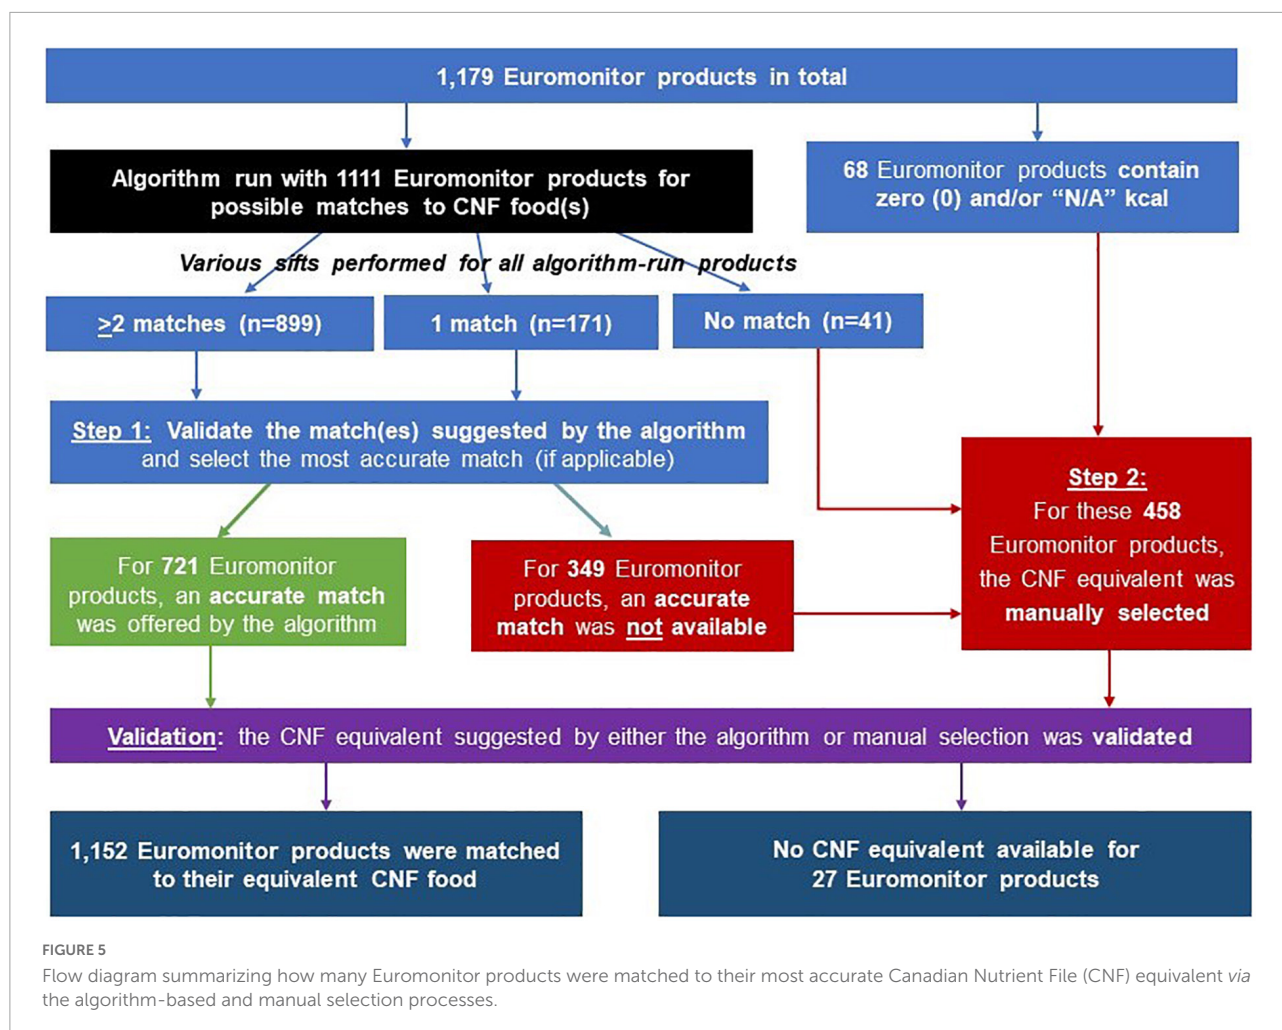 1,179 Euromonitor products in total
Algorithm run with 1111 Euromonitor products for
possible matches to CNF food(s)
68 Euromonitor products contain
zero (0) and/or “N/A” kcal
Various sifts performed for all algorithm-run products
≥2 matches (n=899)
1 match (n=171)
No match (n=41)
Step 1: Validate the match(es) suggested by the algorithm
and select the most accurate match (if applicable)
Step 2:
For these 458
Euromonitor products,
the CNF equivalent was
manually selected
For 721 Euromonitor
products, an accurate match
was offered by the algorithm
For 349 Euromonitor
products, an accurate
match was not available
Validation: the CNF equivalent suggested by either the algorithm or manual selection was validated
1,152 Euromonitor products were matched
to their equivalent CNF food
No CNF equivalent available for
27 Euromonitor products
FIGURE 5
Flow diagram summarizing how many Euromonitor products were matched to their most accurate Canadian Nutrient File (CNF) equivalent via
the algorithm-based and manual selection processes.